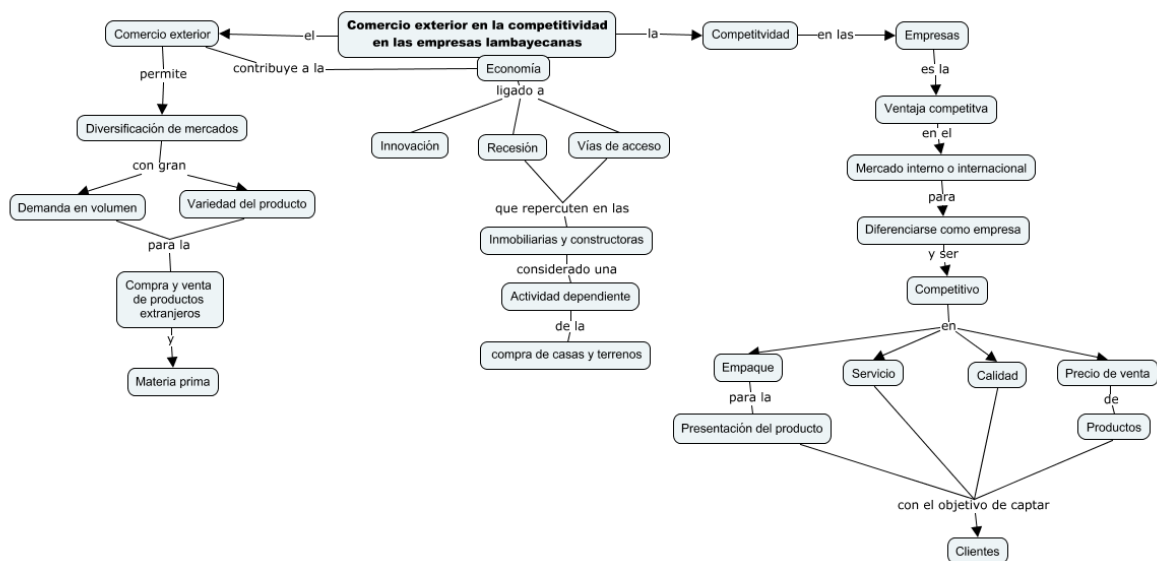 Comercio exterior en la competitividad
en las empresas lambayecanas
Comercio exterior
el
la
Competitvidad
en las
Empresas
permite
contribuye a la
Economía
es la
ligado a
Ventaja competitva
Diversificación de mercados
Innovación
Recesión
Vías de acceso
en el
con gran
Mercado interno o internacional
Demanda en volumen
Variedad del producto
que repercuten en las
para
Diferenciarse como empresa
para la
Inmobiliarias y constructoras
y ser
considerado una
Compra y venta
de productos
extranjeros
Actividad dependiente
Competitivo
de la
en
y
compra de casas y terrenos
Materia prima
Empaque
Servicio
Calidad
Precio de venta
para la
de
Presentación del producto
Productos
con el objetivo de captar
Clientes